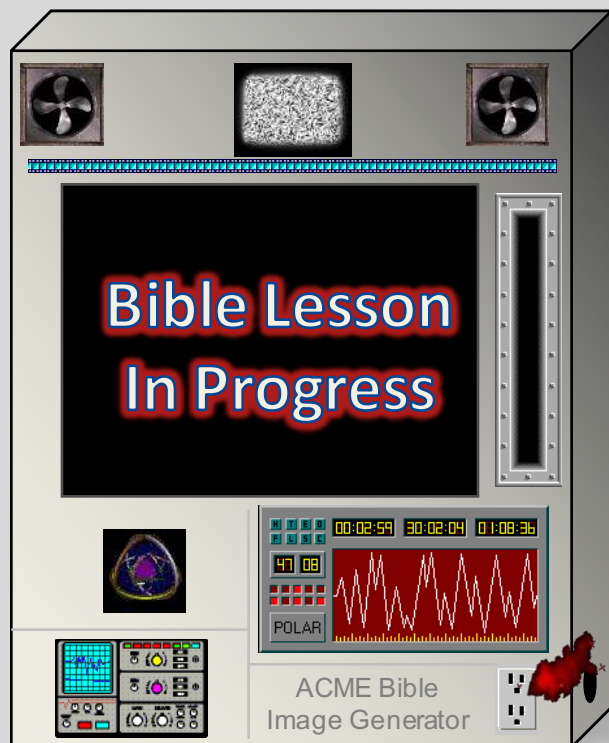 Bible Lesson
In Progress
H T E D
F L S C
00:02:59 30:02:04 01:08:36
47 08
POLAR
ACME Bible
Image Generator